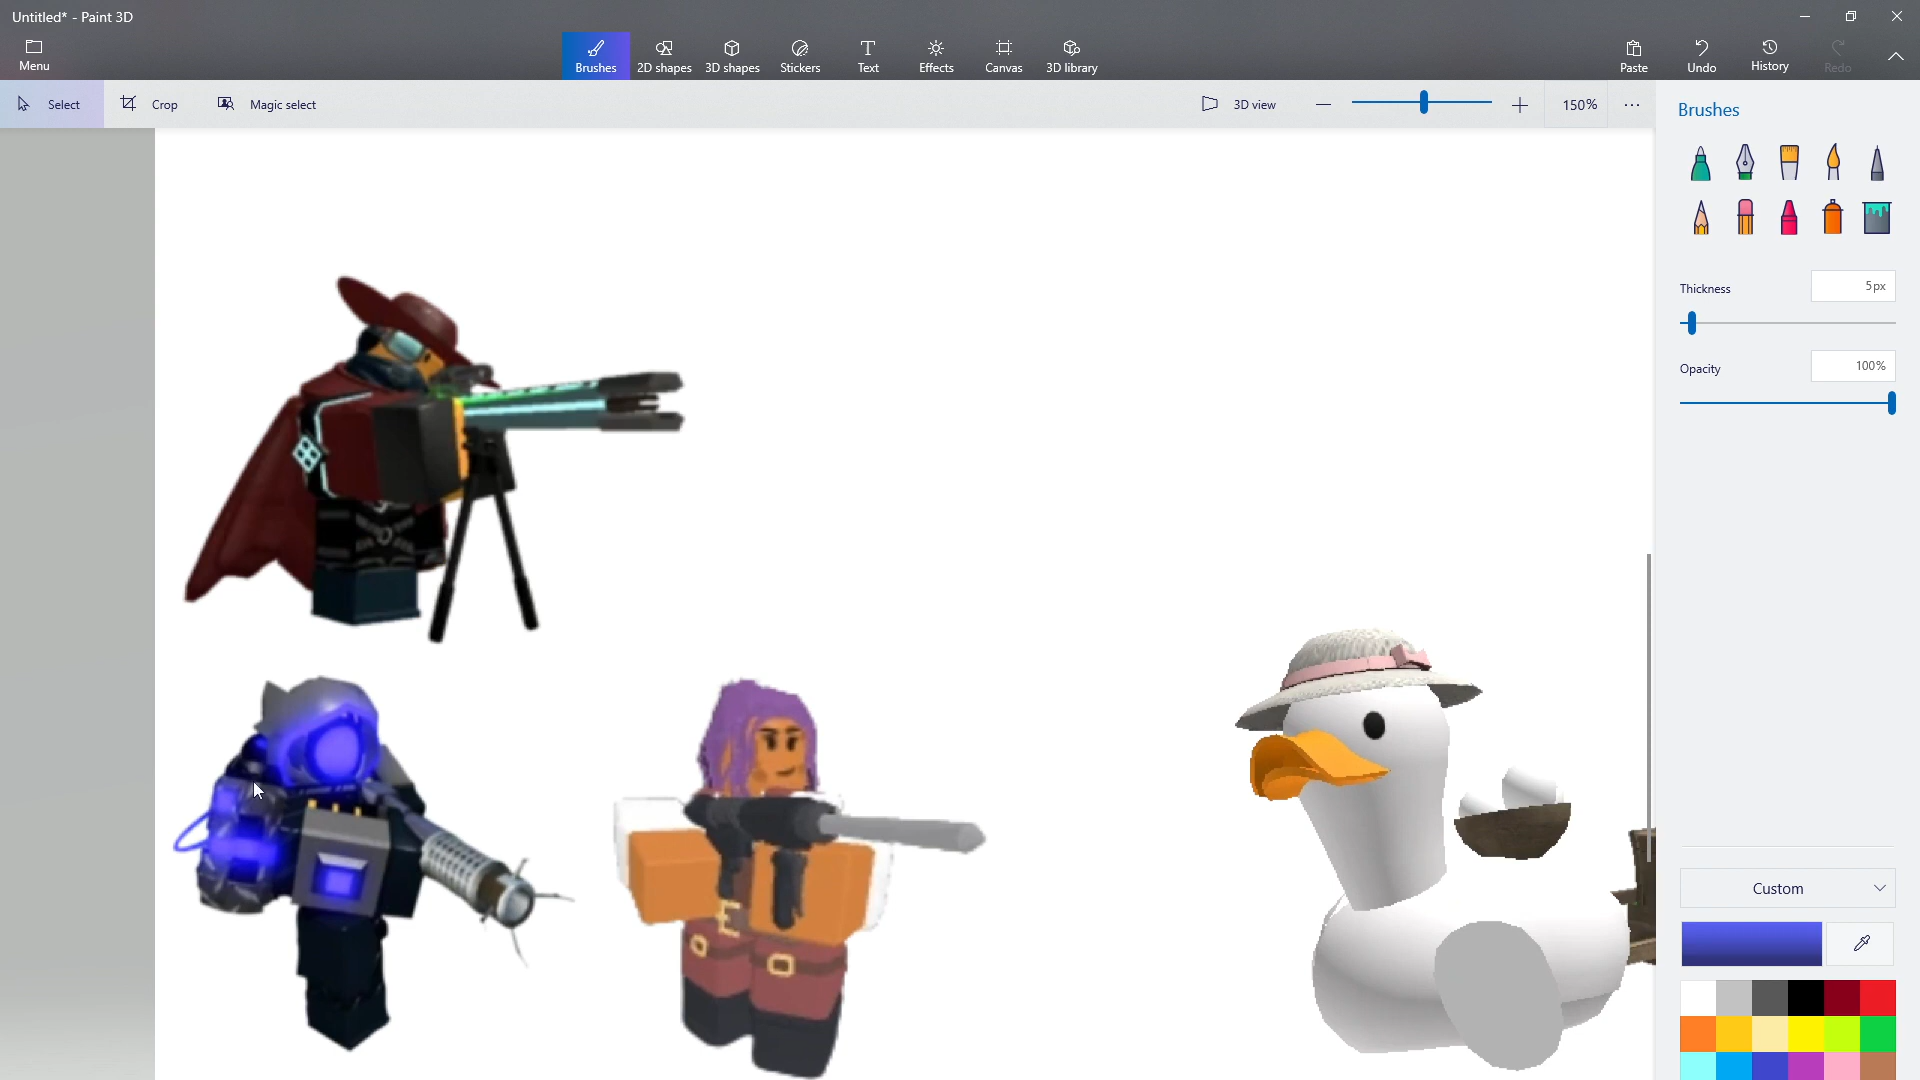 Untitled* - Paint 3D
Menu
Brushes
2D shapes
3D shapes
Stickers
Text
Effects
Canvas
3D library
Paste
Undo
History
Redo
Select
Crop
Magic select
3D view
150%
Brushes
Thickness
5px
Opacity
100%
Custom